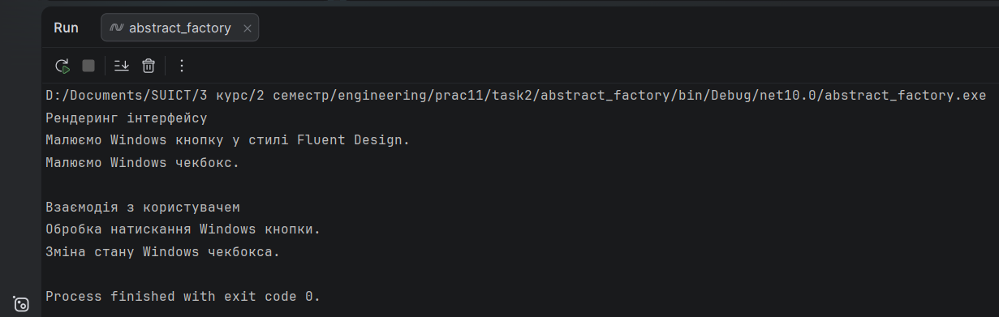 Run abstract_factory
D:/Documents/SUICT/3 курс/2 семестр/engineering/prac11/task2/abstract_factory/bin/Debug/net10.0/abstract_factory.exe
Рендеринг інтерфейсу
Малюємо Windows кнопку у стилі Fluent Design.
Малюємо Windows чекбокс.
Взаємодія з користувачем
Обробка натискання Windows кнопки.
Зміна стану Windows чекбокса.
Process finished with exit code 0.